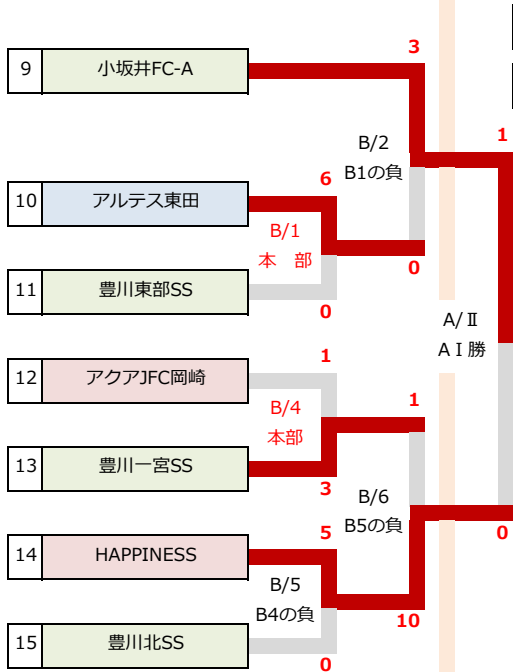 3
9 小坂井FC-A
1
B/2
B1の負
6
10 アルテス東田
B/1
本　部
0
11 豊川東部SS
0
A/Ⅱ
AⅠ勝
1
12 アクアJFC岡崎
1
B/4
本部
13 豊川一宮SS
3
B/6
B5の負
5
0
14 HAPPINESS
B/5
B4の負
10
15 豊川北SS
0